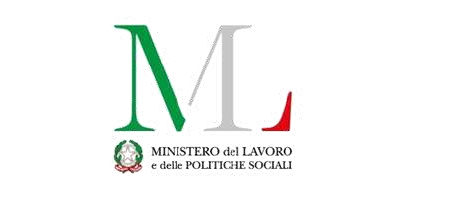 ML
MINISTERO del LAVORO
e delle POLITICHE SOCIALI